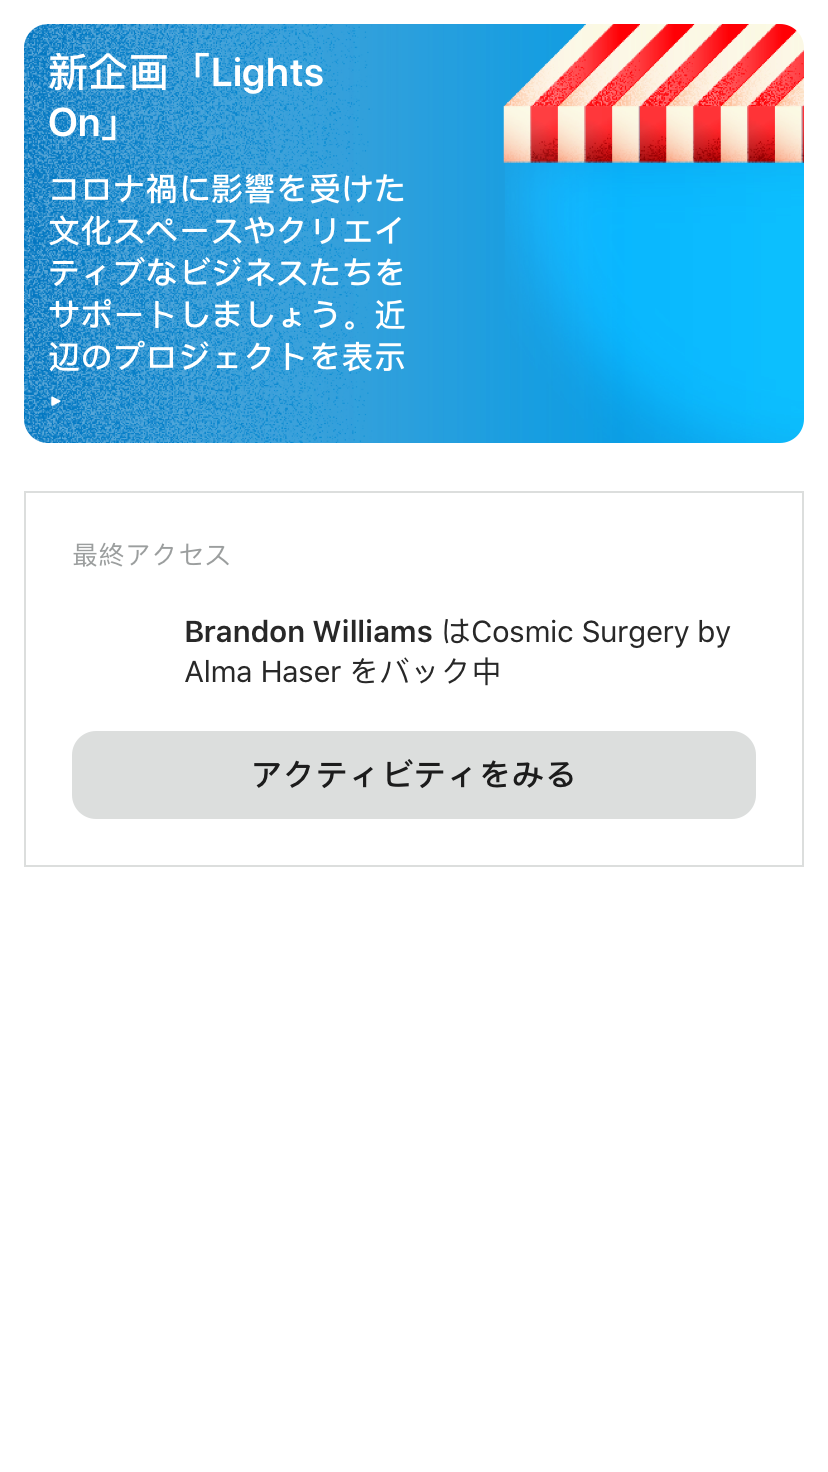 新企画「Lights
On」
コロナ禍に影響を受けた
文化スペースやクリエイ
ティブなビジネスたちを
サポートしましょう。近
辺のプロジェクトを表示
▸
最終アクセス
Brandon Williams はCosmic Surgery by
Alma Haser をバック中
アクティビティをみる